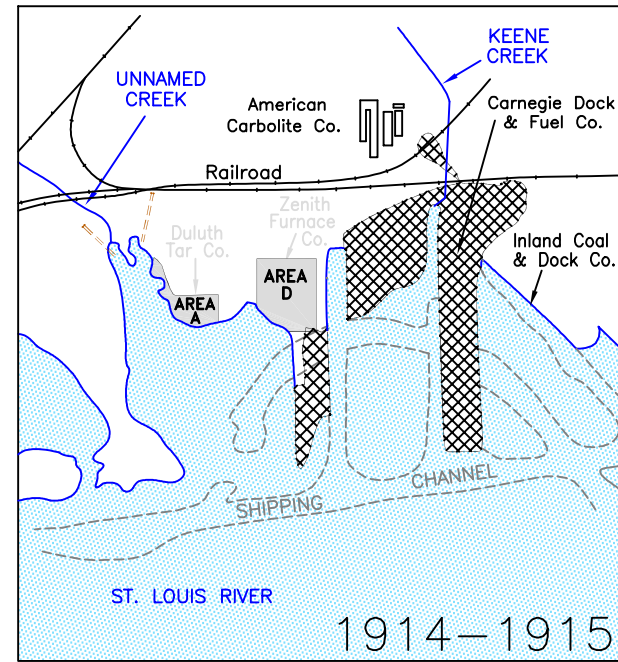 KEENE
CREEK
UNNAMED
CREEK
American
Carbolite Co.
Carnegie Dock
& Fuel Co.
Railroad
Zenith
Furnace
Co.
Duluth
Tar Co.
Inland Coal
& Dock Co.
AREA
D
AREA
A
SHIPPING
CHANNEL
ST. LOUIS RIVER
1914-1915